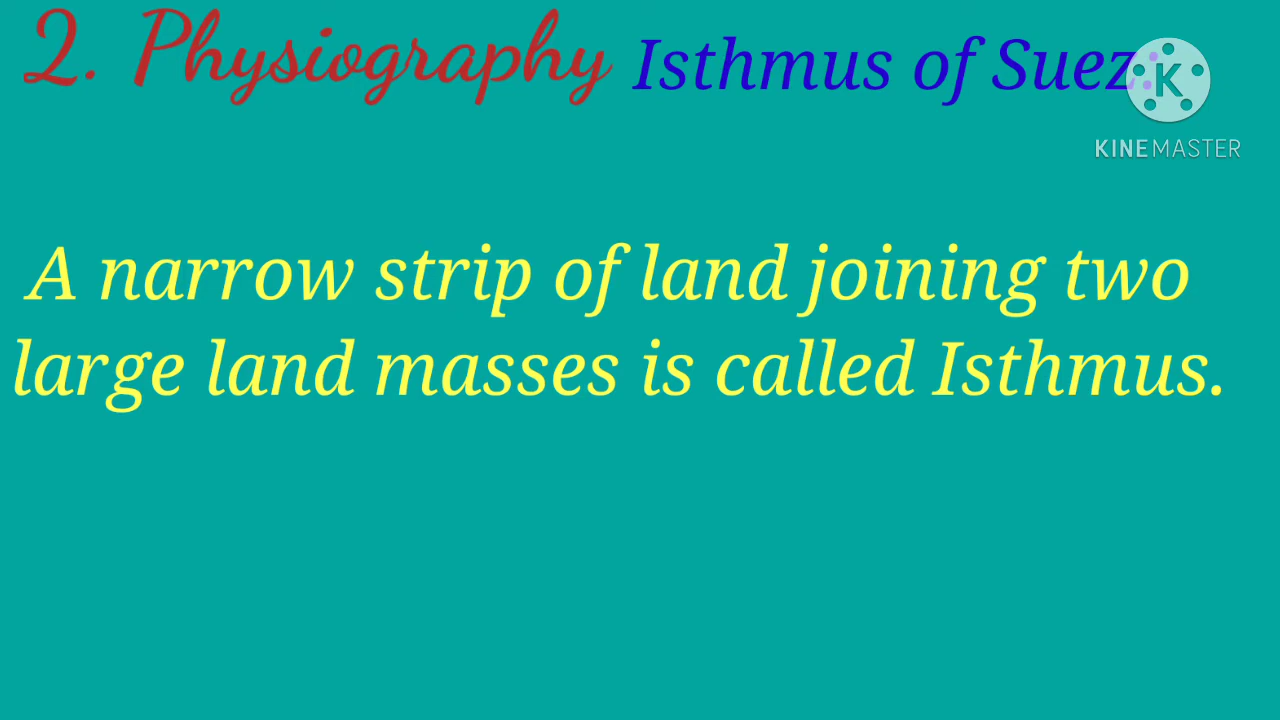 2. Physiography Isthmus of Suez:
K
KINEMASTER
A narrow strip of land joining two
large land masses is called Isthmus.